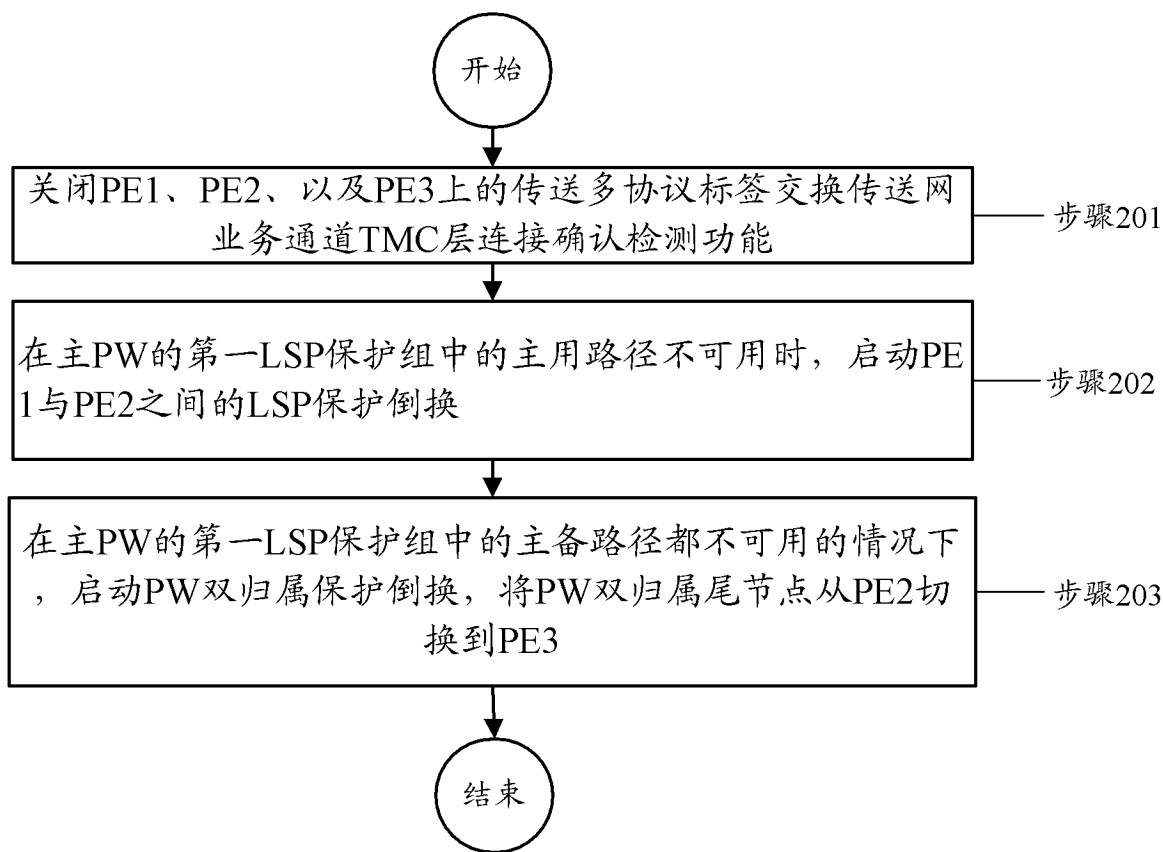 开始
关闭PE1、PE2、以及PE3上的传送多协议标签交换传送网
业务通道TMC层连接确认检测功能
步骤201
在主PW的第一LSP保护组中的主用路径不可用时，启动PE
1与PE2之间的LSP保护倒换
步骤202
在主PW的第一LSP保护组中的主备路径都不可用的情况下
，启动PW双归属保护倒换，将PW双归属尾节点从PE2切
换到PE3
步骤203
结束